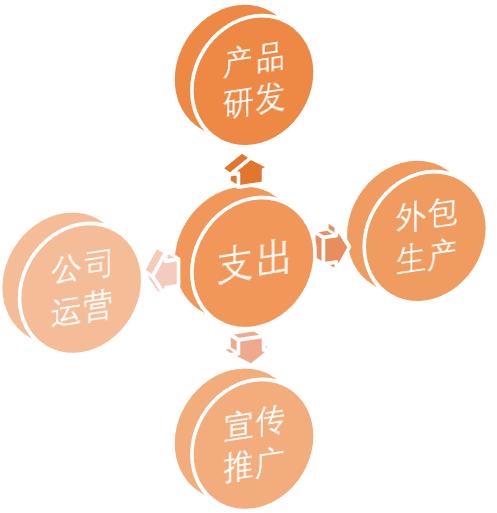 产品
研发
外包
生产
支出
公司
运营
宣传
推广